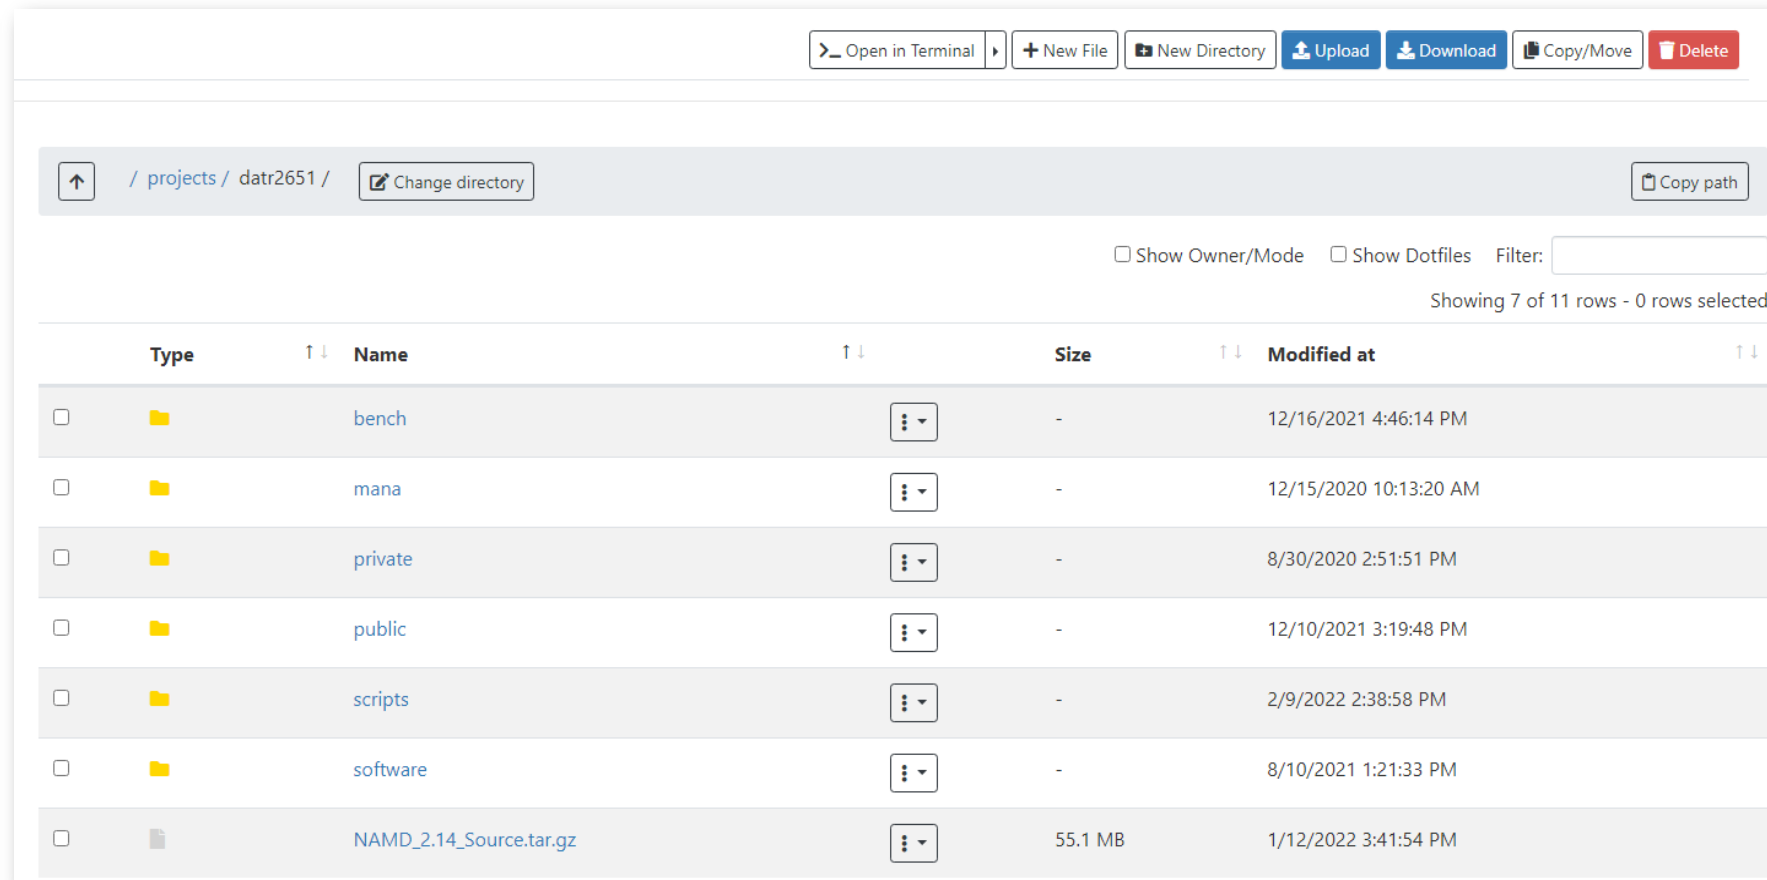 Open in Terminal New File New Directory Upload Download Copy/Move Delete
/ projects / datr2651 / Change directory Copy path
Show Owner/Mode Show Dotfiles Filter:
Showing 7 of 11 rows - 0 rows selected
Type Name Size Modified at
bench - 12/16/2021 4:46:14 PM
mana - 12/15/2020 10:13:20 AM
private - 8/30/2020 2:51:51 PM
public - 12/10/2021 3:19:48 PM
scripts - 2/9/2022 2:38:58 PM
software - 8/10/2021 1:21:33 PM
NAMD_2.14_Source.tar.gz 55.1 MB 1/12/2022 3:41:54 PM